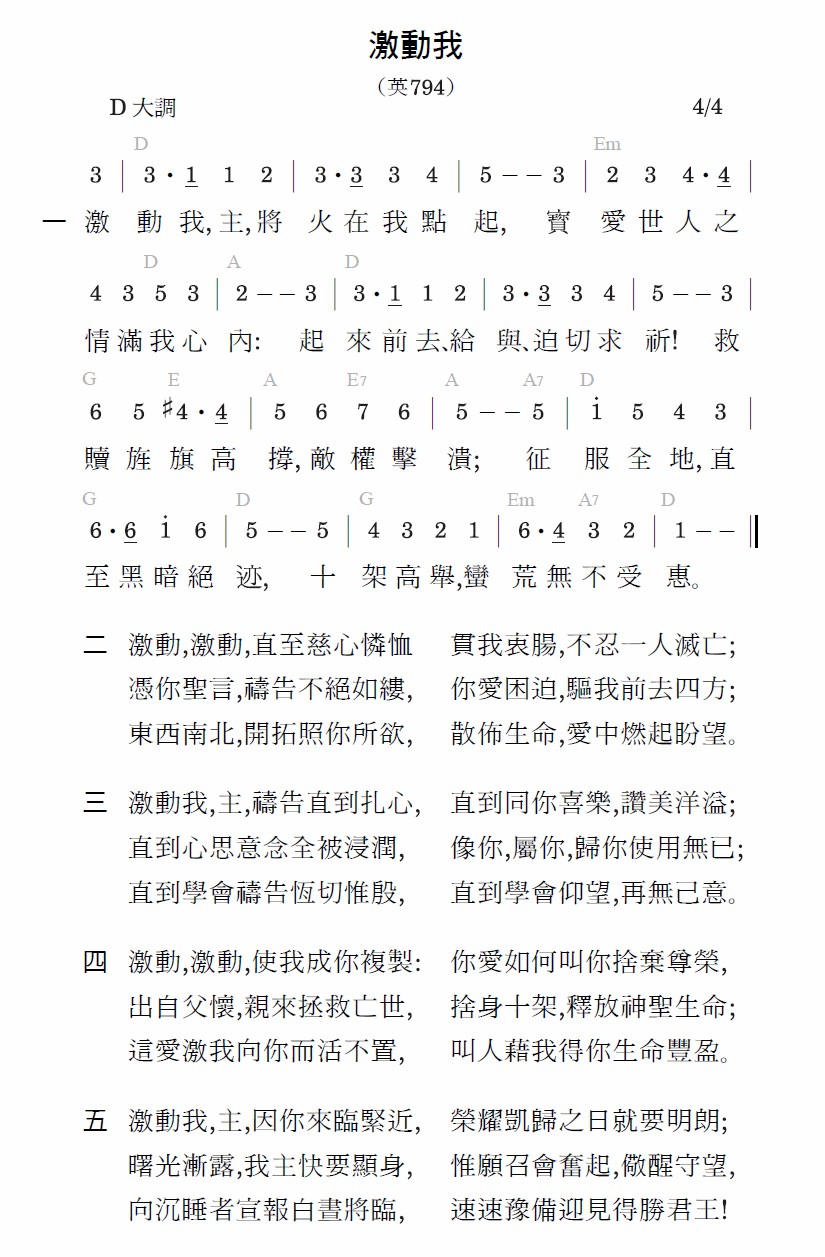 激動我
（英794）
D 大調 4/4
D Em
3 | 3 · 1 1 2 | 3 · 3 3 4 | 5 – – 3 | 2 3 4 · 4 |
一 激 動 我, 主, 將 火 在 我 點 起, 寶 愛 世 人 之
D A D
4 3 5 3 | 2 – – 3 | 3 · 1 1 2 | 3 · 3 3 4 | 5 – – 3 |
情 滿 我 心 內: 起 來 前 去、給 與、迫 切 求 祈! 救
G E A E7 A A7 D
6 5 ♯4 · 4 | 5 6 7 6 | 5 – – 5 | i 5 4 3 |
贖 旌 旗 高 撐, 敵 權 擊 潰; 征 服 全 地, 直
G D G Em A7 D
6 · 6 i 6 | 5 – – 5 | 4 3 2 1 | 6 · 4 3 2 | 1 – – ‖
至 黑 暗 絕 迹, 十 架 高 舉, 蠻 荒 無 不 受 惠。
二 激動,激動,直至慈心憐恤 貫我衷腸,不忍一人滅亡;
憑你聖言,禱告不絕如縷, 你愛困迫,驅我前去四方;
東西南北,開拓照你所欲, 散佈生命,愛中燃起盼望。
三 激動我,主,禱告直到扎心, 直到同你喜樂,讚美洋溢;
直到心思意念全被浸潤, 像你,屬你,歸你使用無已;
直到學會禱告恆切惟殷, 直到學會仰望,再無己意。
四 激動,激動,使我成你複製: 你愛如何叫你捨棄尊榮,
出自父懷,親來拯救亡世, 捨身十架,釋放神聖生命;
這愛激我向你而活不置, 叫人藉我得你生命豐盈。
五 激動我,主,因你來臨緊近, 榮耀凱歸之日就要明朗;
曙光漸露,我主快要顯身, 惟願召會奮起,儆醒守望,
向沉睡者宣報白晝將臨, 速速豫備迎見得勝君王!